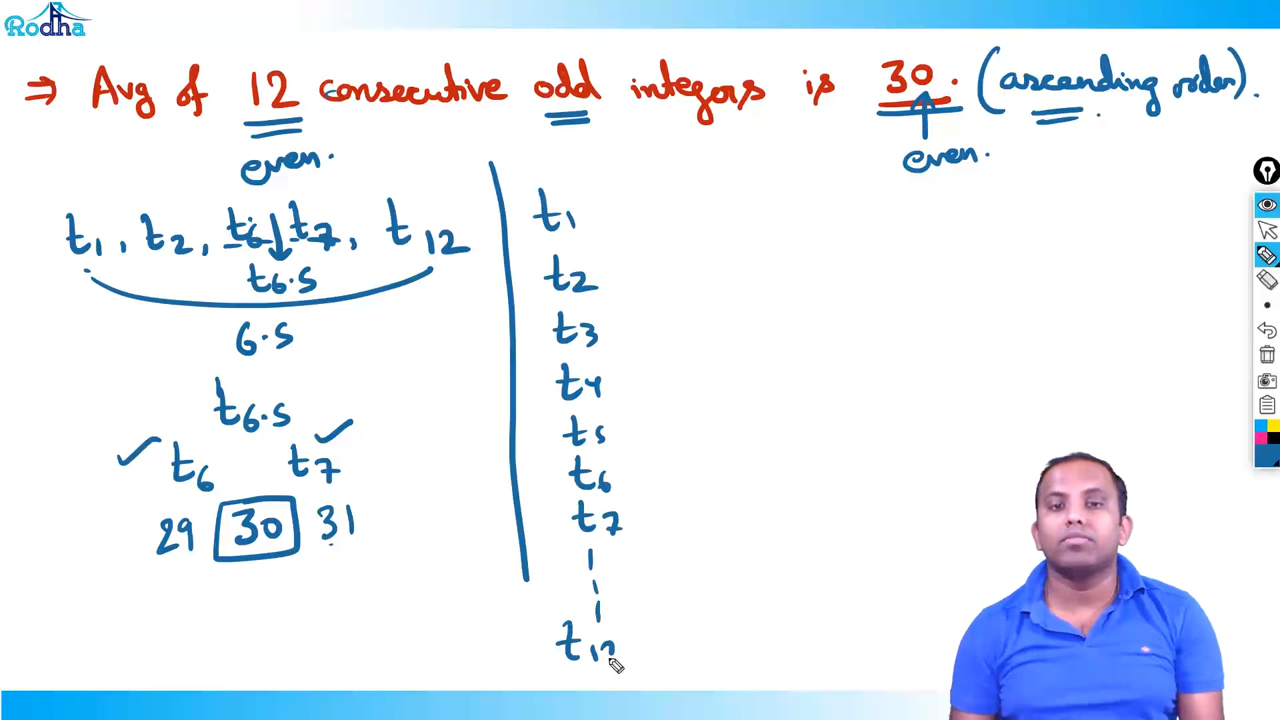 Rodha
⇒ Avg of 12 consecutive odd integers is 30. (ascending order).
even.
even.
t1, t2, t6 t7, t12
t6.5
6.5
t6.5
t6 t7
29 30 31
t1
t2
t3
t4
t5
t6
t7
t12